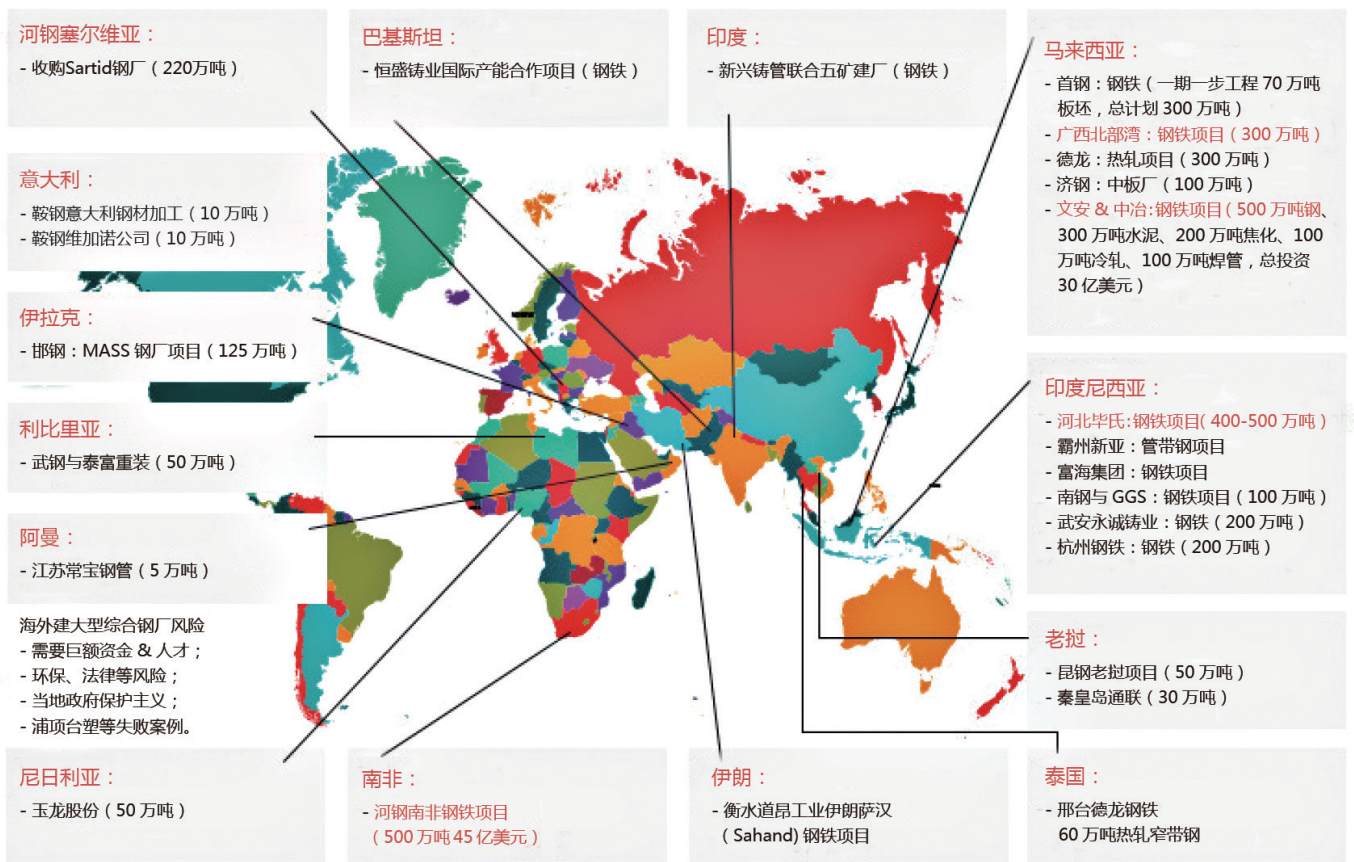 河钢塞尔维亚：
- 收购Sartid钢厂（220万吨）
巴基斯坦：
- 恒盛铸业国际产能合作项目（钢铁）
印度：
- 新兴铸管联合五矿建厂（钢铁）
马来西亚：
- 首钢：钢铁（一期一步工程 70 万吨
板坯，总计划 300 万吨）
- 广西北部湾：钢铁项目（300 万吨）
- 德龙：热轧项目（300 万吨）
- 济钢：中板厂（100 万吨）
- 文安 & 中冶:钢铁项目（500 万吨钢、
300 万吨水泥、200 万吨焦化、100
万吨冷轧、100 万吨焊管，总投资
30 亿美元）
意大利：
- 鞍钢意大利钢材加工（10 万吨）
- 鞍钢维加诺公司（10 万吨）
伊拉克：
- 邯钢：MASS 钢厂项目（125 万吨）
利比里亚：
- 武钢与泰富重装（50 万吨）
阿曼：
- 江苏常宝钢管（5 万吨）
海外建大型综合钢厂风险
- 需要巨额资金 & 人才；
- 环保、法律等风险；
- 当地政府保护主义；
- 浦项台塑等失败案例。
印度尼西亚：
- 河北毕氏:钢铁项目（400-500 万吨）
- 霸州新亚：管带钢项目
- 富海集团：钢铁项目
- 南钢与 GGS：钢铁项目（100 万吨）
- 武安永诚铸业：钢铁（200 万吨）
- 杭州钢铁：钢铁（200 万吨）
老挝：
- 昆钢老挝项目（50 万吨）
- 秦皇岛通联（30 万吨）
尼日利亚：
- 玉龙股份（50 万吨）
南非：
- 河钢南非钢铁项目
（500 万吨 45 亿美元）
伊朗：
- 衡水道昂工业伊朗萨汉
（Sahand) 钢铁项目
泰国：
- 邢台德龙钢铁
60 万吨热轧窄带钢